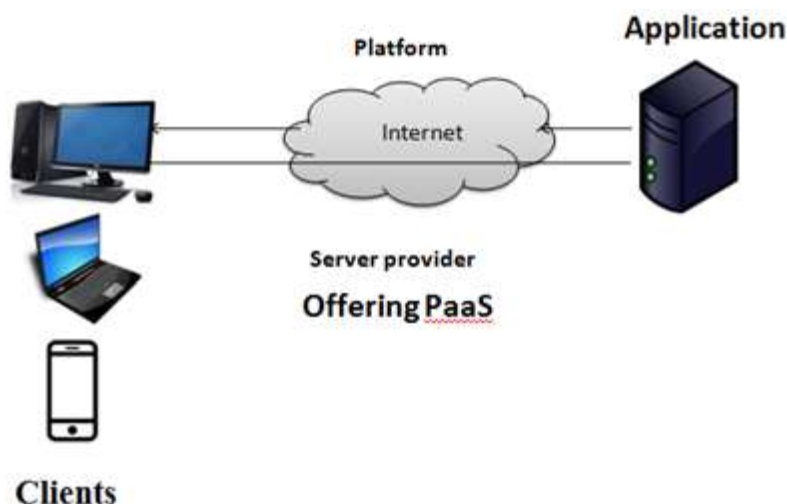 Application
Platform
Internet
Server provider
Offering PaaS
Clients